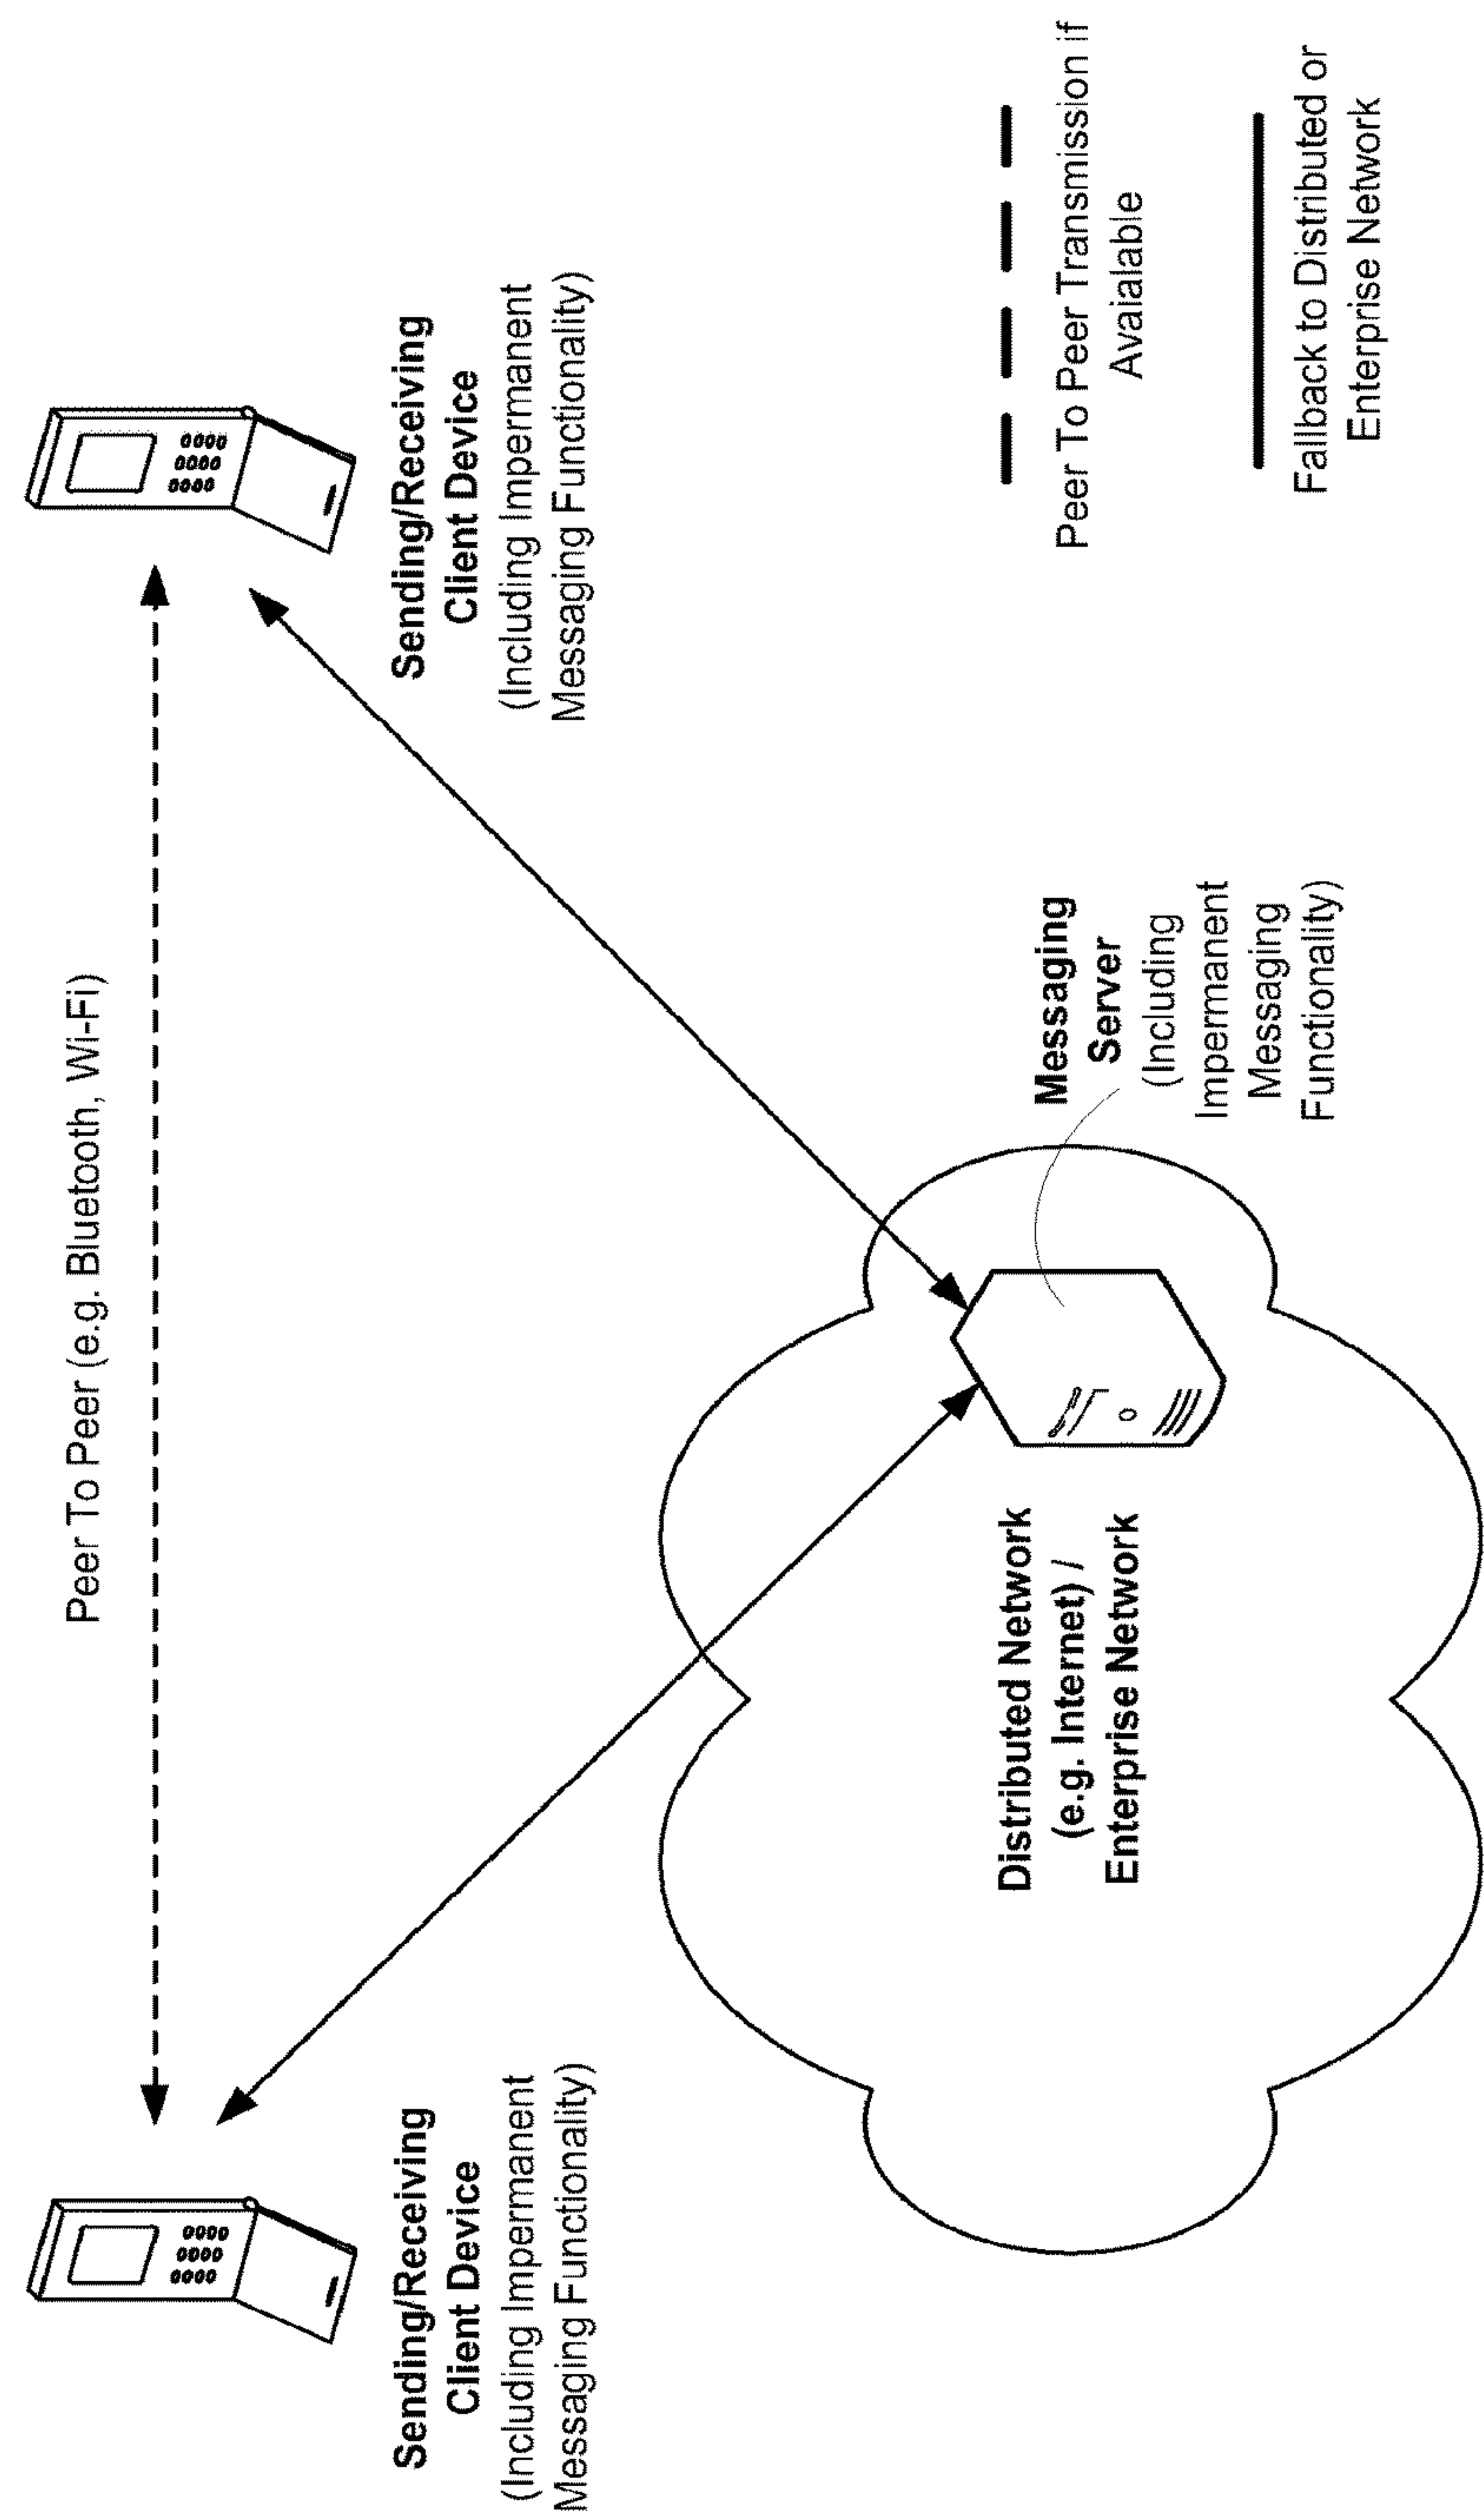 Peer To Peer (e.g. Bluetooth, Wi-Fi)
Sending/Receiving
Client Device
(Including Impermanent
Messaging Functionality)
Sending/Receiving
Client Device
(Including Impermanent
Messaging Functionality)
Distributed Network
(e.g. Internet) /
Enterprise Network
Messaging
Server
(Including
Impermanent
Messaging
Functionality)
Peer To Peer Transmission if
Avaialable
Fallback to Distributed or
Enterprise Network